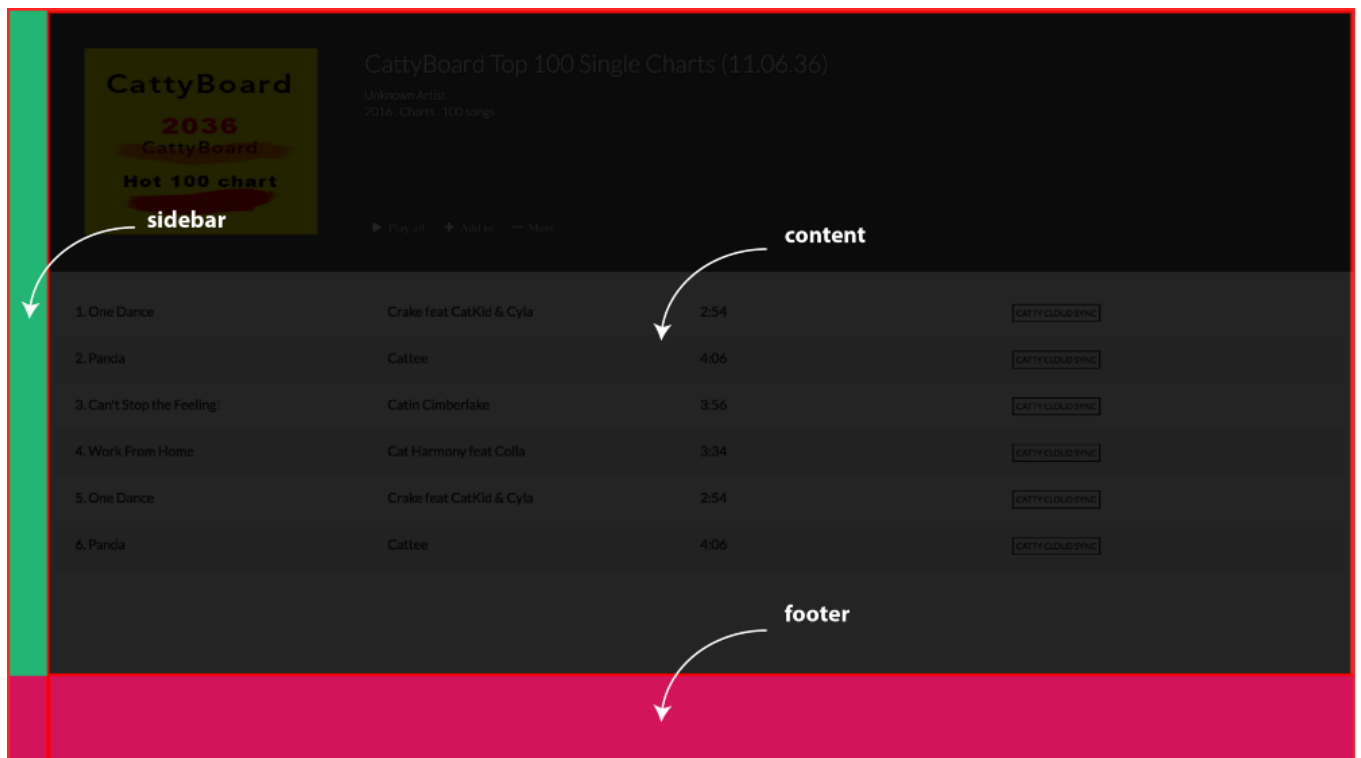 CattyBoard
2036
CattyBoard
Hot 100 chart
CattyBoard Top 100 Single Charts (11.06.36)
Unknown Artist
2016 . Charts . 100 songs
Play all Add to More
sidebar
content
1. One Dance Crake feat CatKid & Cyla 2:54 CATTY CLOUD SYNC
2. Panda Cattee 4:06 CATTY CLOUD SYNC
3. Can't Stop the Feeling! Catin Cimberlake 3:56 CATTY CLOUD SYNC
4. Work From Home Cat Harmony feat Colla 3:34 CATTY CLOUD SYNC
5. One Dance Crake feat CatKid & Cyla 2:54 CATTY CLOUD SYNC
6. Panda Cattee 4:06 CATTY CLOUD SYNC
footer